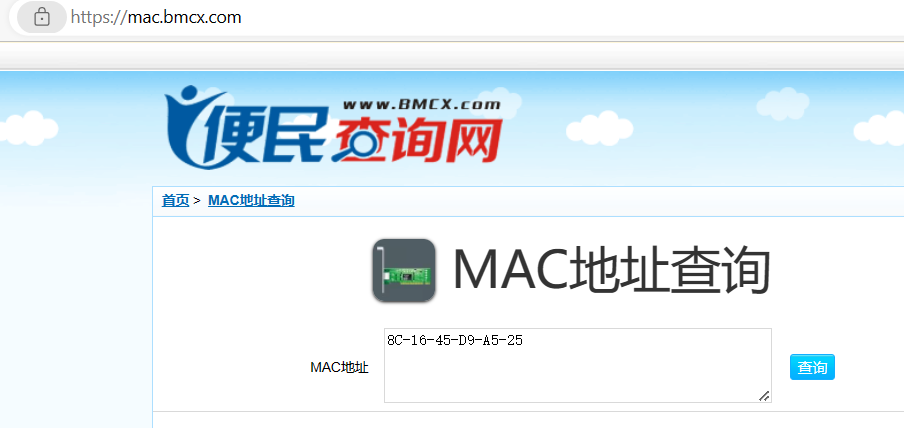 https://mac.bmcx.com
www.BMCX.com
便民查询网
首页 > MAC地址查询
MAC地址查询
8C-16-45-D9-A5-25
MAC地址
查询